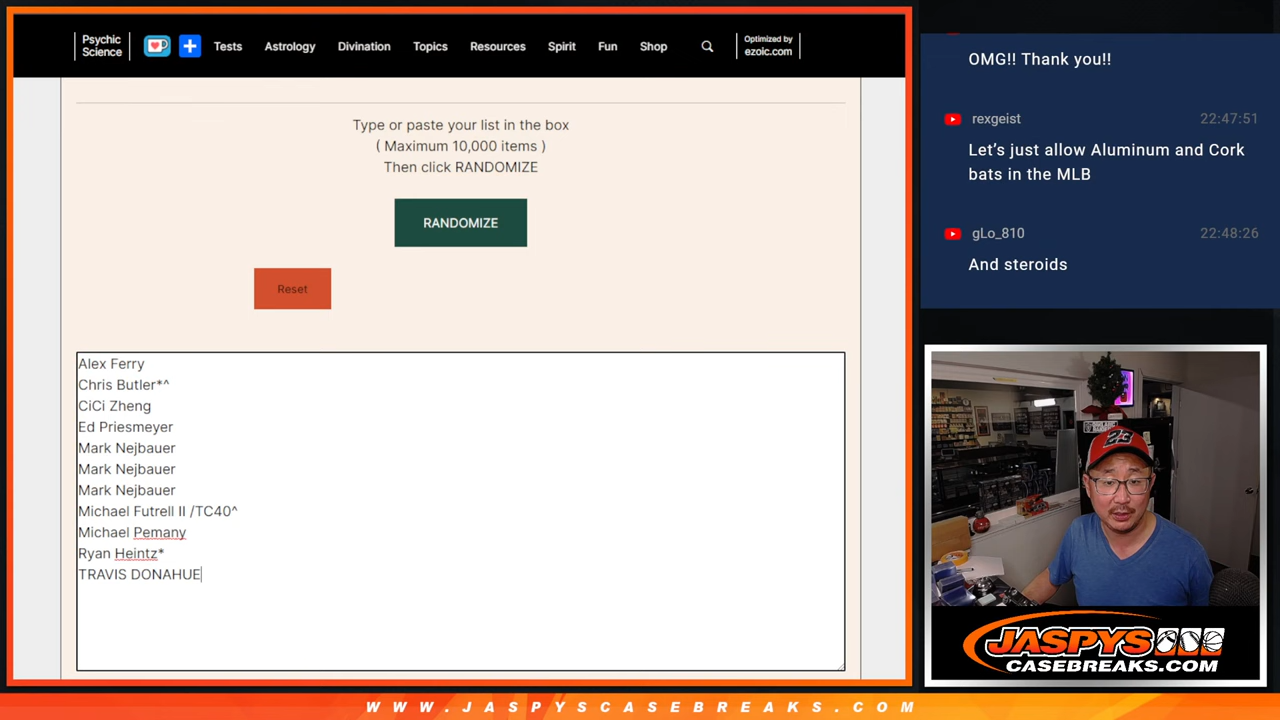 Psychic
Science
Tests
Astrology
Divination
Topics
Resources
Spirit
Fun
Shop
Optimized by
ezoic.com
Type or paste your list in the box
( Maximum 10,000 items )
Then click RANDOMIZE
RANDOMIZE
Reset
Alex Ferry
Chris Butler*^
CiCi Zheng
Ed Priesmeyer
Mark Nejbauer
Mark Nejbauer
Mark Nejbauer
Michael Futrell II /TC40^
Michael Pemany
Ryan Heintz*
TRAVIS DONAHUE
OMG!! Thank you!!
rexgeist 22:47:51
Let's just allow Aluminum and Cork
bats in the MLB
gLo_810 22:48:26
And steroids
23
JASPYS
CASEBREAKS.COM
WWW.JASPYSCASEBREAKS.COM